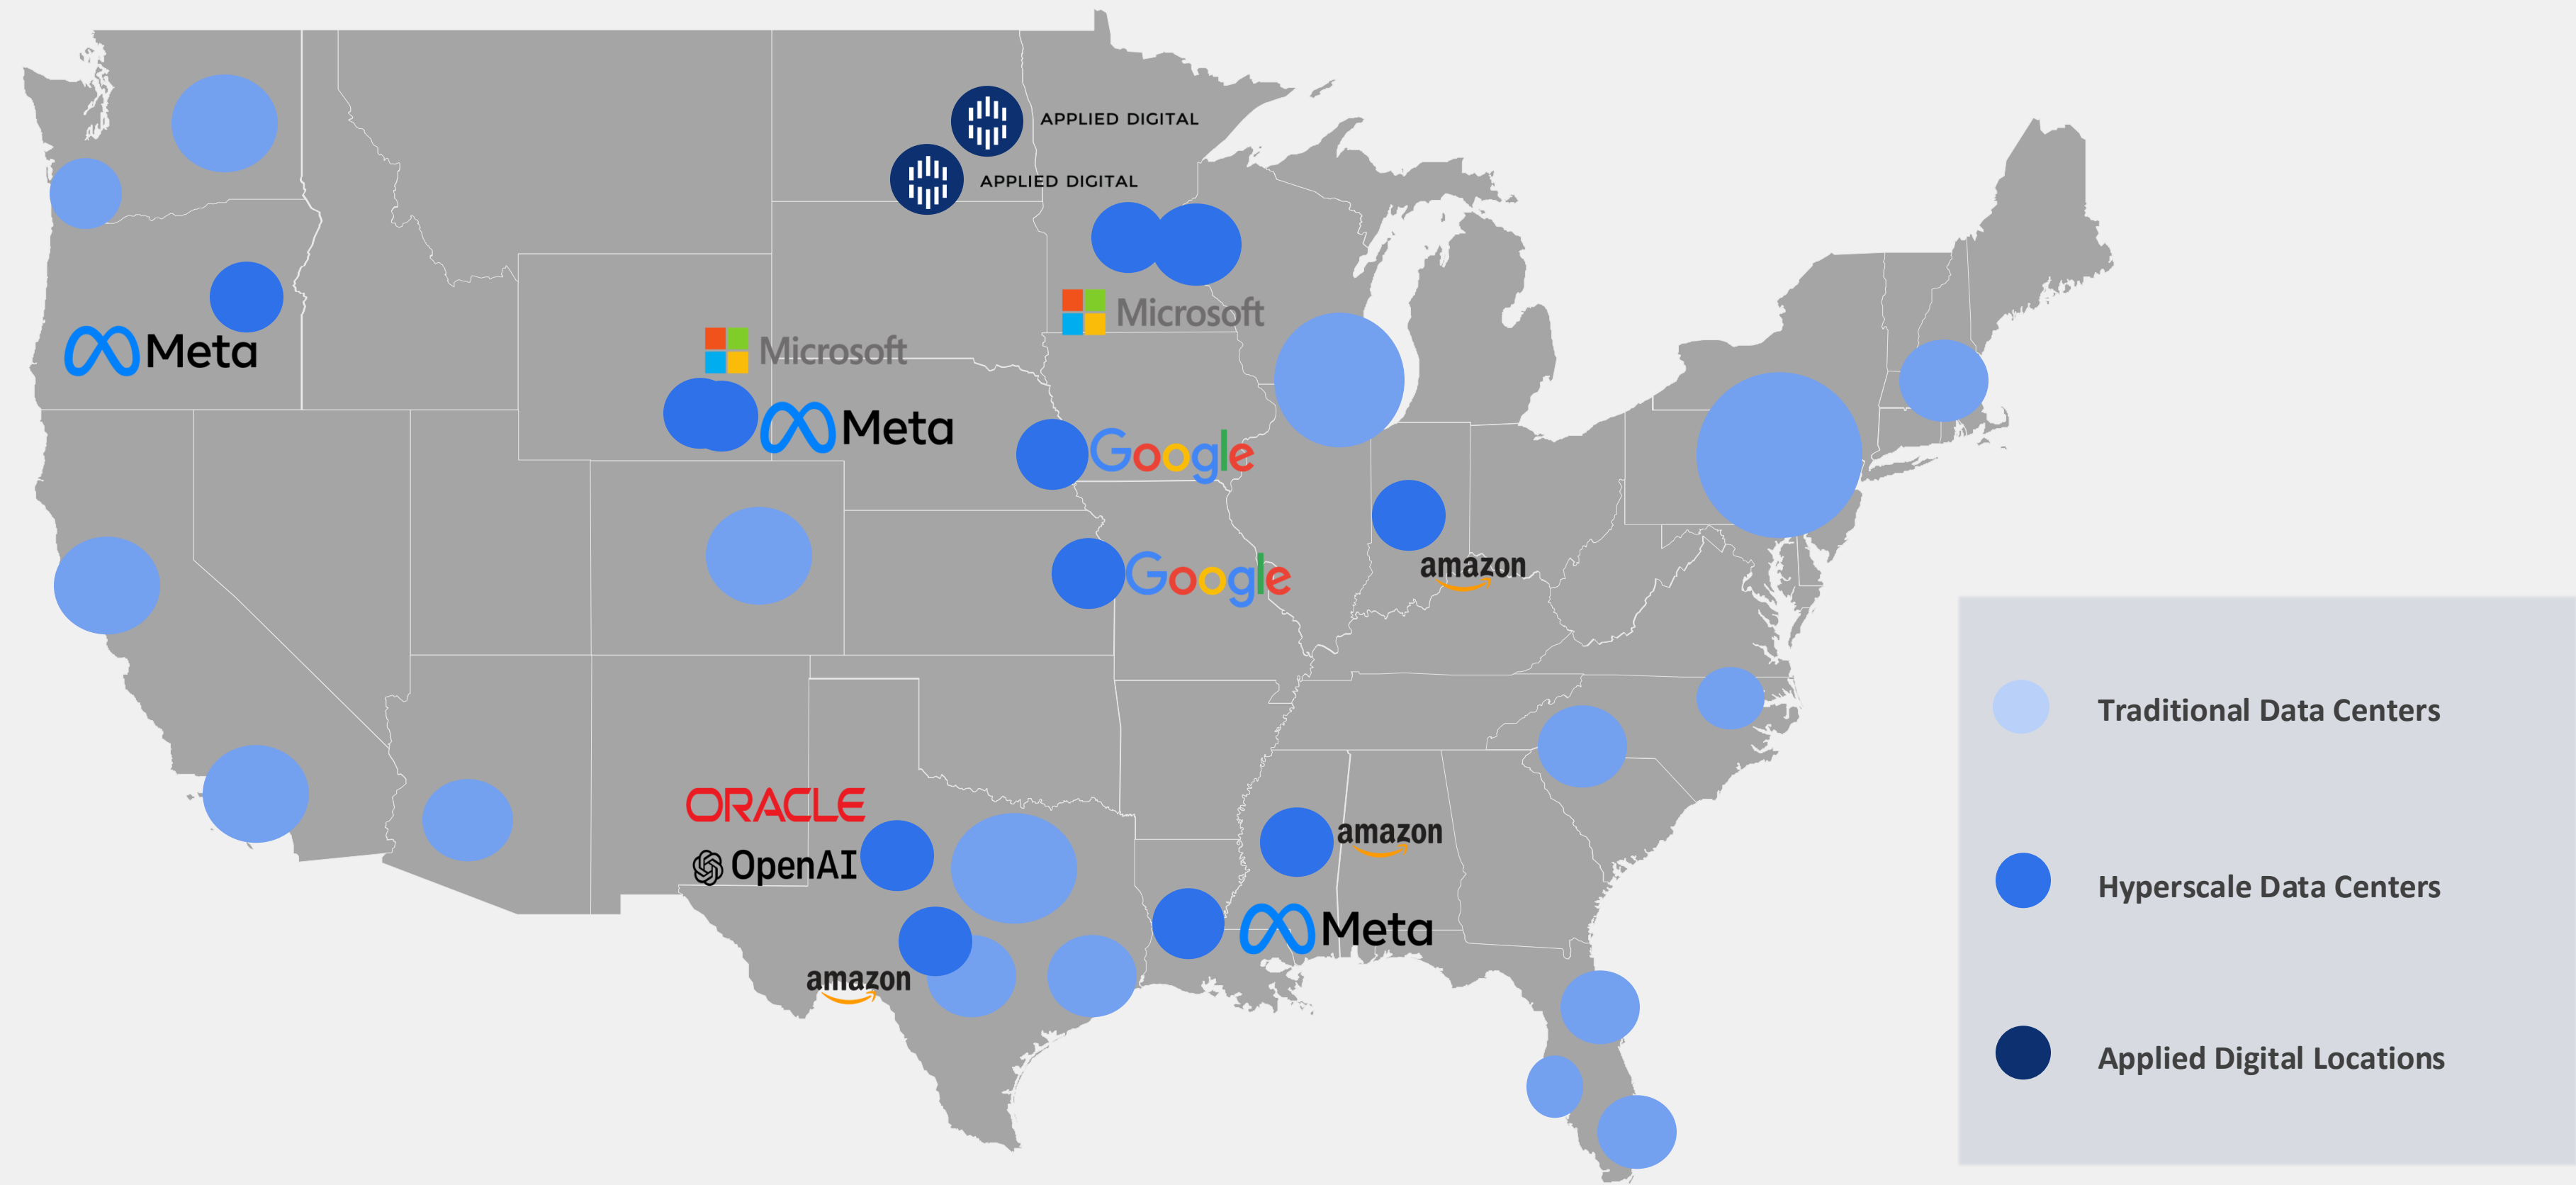 APPLIED DIGITAL
APPLIED DIGITAL
Microsoft
Microsoft
Meta
Meta
Google
amazon
Google
Traditional Data Centers
ORACLE
amazon
OpenAI
Hyperscale Data Centers
Meta
amazon
Applied Digital Locations